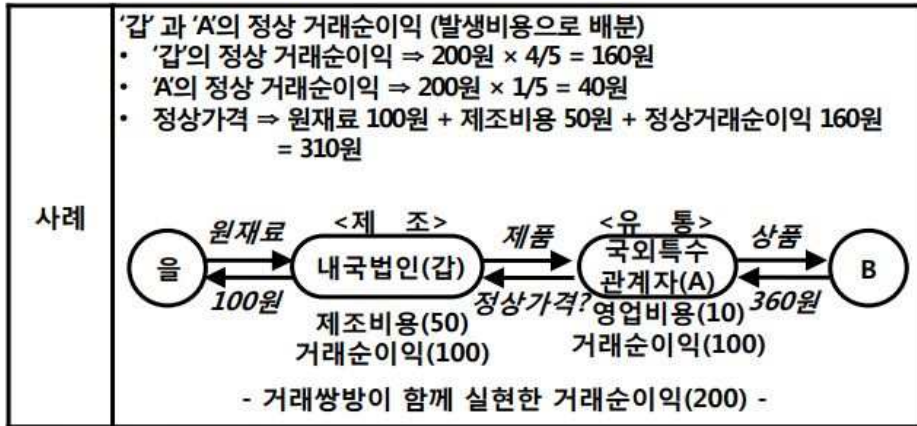 '갑' 과 'A'의 정상 거래순이익 (발생비용으로 배분)
• '갑'의 정상 거래순이익 ⇒ 200원 × 4/5 = 160원
• 'A'의 정상 거래순이익 ⇒ 200원 × 1/5 = 40원
• 정상가격 ⇒ 원재료 100원 + 제조비용 50원 + 정상거래순이익 160원
= 310원
사례
<제 조>
<유 통>
원재료
제품
상품
을
내국법인(갑)
국외특수
관계자(A)
B
100원
정상가격?
360원
제조비용(50)
거래순이익(100)
영업비용(10)
거래순이익(100)
- 거래쌍방이 함께 실현한 거래순이익(200) -